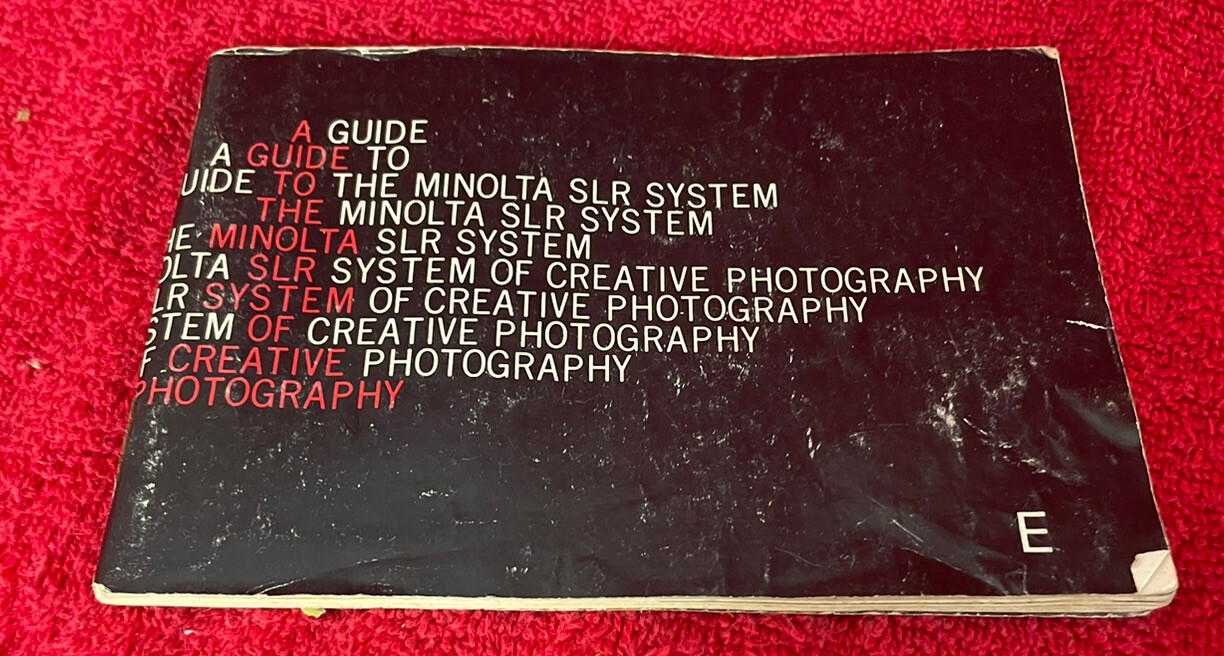 A GUIDE
A GUIDE TO
UIDE TO THE MINOLTA SLR SYSTEM
THE MINOLTA SLR SYSTEM
HE MINOLTA SLR SYSTEM
OLTA SLR SYSTEM OF CREATIVE PHOTOGRAPHY
LR SYSTEM OF CREATIVE PHOTOGRAPHY
STEM OF CREATIVE PHOTOGRAPHY
F CREATIVE PHOTOGRAPHY
PHOTOGRAPHY
E